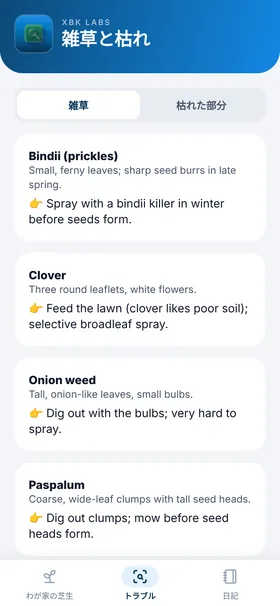 XBK LABS
雑草と枯れ
雑草
枯れた部分
Bindii (prickles)
Small, ferny leaves; sharp seed burrs in late
spring.
👉 Spray with a bindii killer in winter
before seeds form.
Clover
Three round leaflets, white flowers.
👉 Feed the lawn (clover likes poor soil);
selective broadleaf spray.
Onion weed
Tall, onion-like leaves, small bulbs.
👉 Dig out with the bulbs; very hard to
spray.
Paspalum
Coarse, wide-leaf clumps with tall seed heads.
👉 Dig out clumps; mow before seed
heads form.
わが家の芝生
トラブル
日記